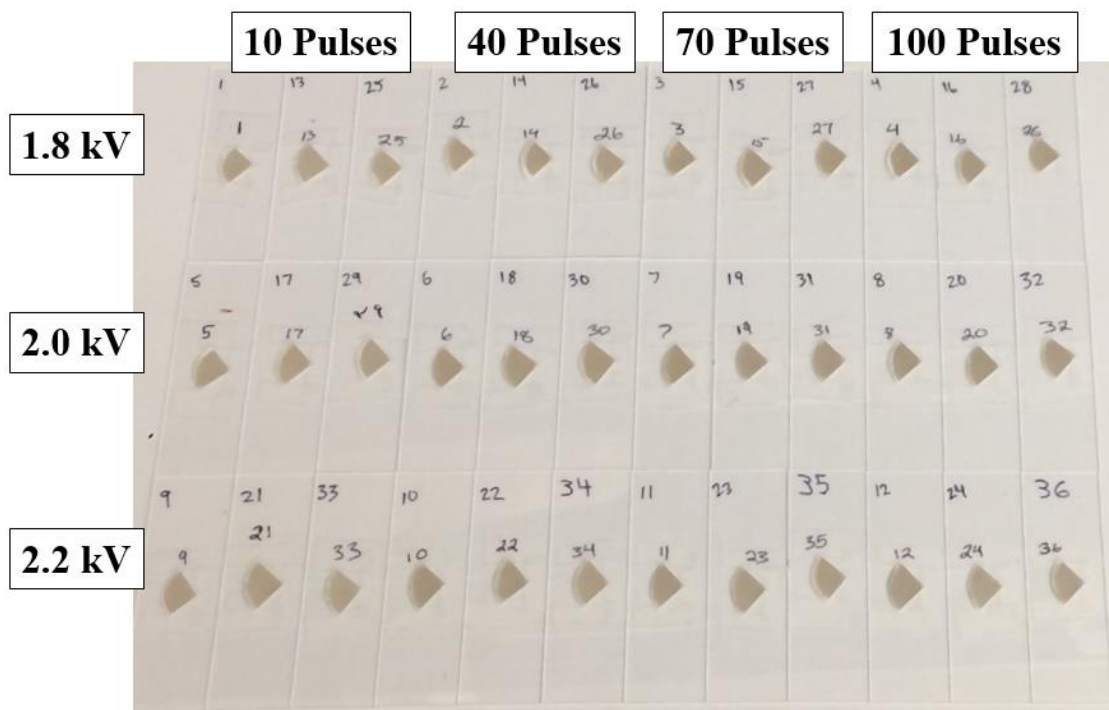 10 Pulses 40 Pulses 70 Pulses 100 Pulses
1 13 25 2 14 26 3 15 27 4 16 28
1.8 kV
1 13 25 2 14 26 3 15 27 4 16 26
5 17 29 6 18 30 7 19 31 8 20 32
2.0 kV
5 17 29 6 18 30 7 19 31 8 20 32
9 21 33 10 22 34 11 23 35 12 24 36
2.2 kV
9 21 33 10 22 34 11 23 35 12 24 36